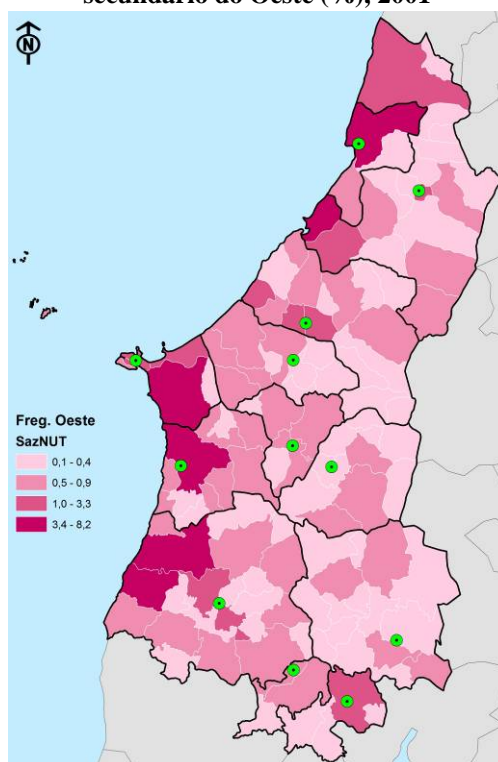 secundário do Oeste (%), 2001
N
Freg. Oeste
SazNUT
0,1 - 0,4
0,5 - 0,9
1,0 - 3,3
3,4 - 8,2